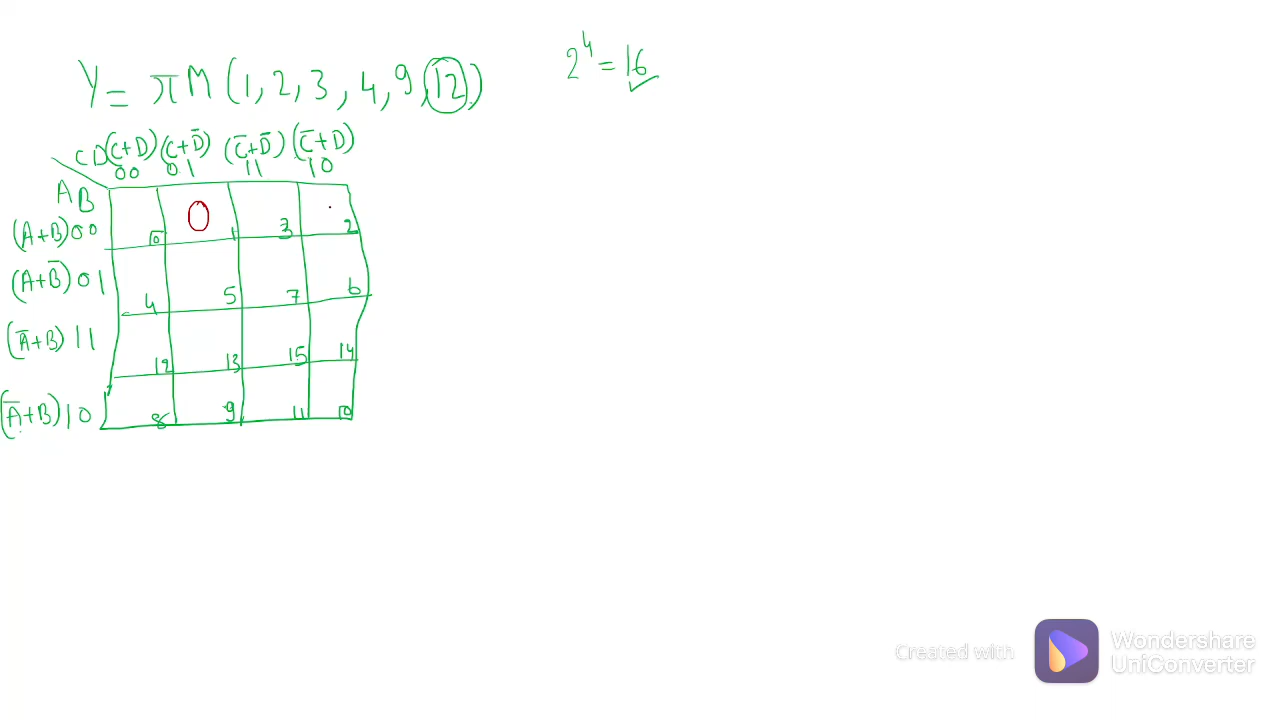 2⁴ = 16
Y = πM (1, 2, 3, 4, 9, 12)
CD (C+D) (C+D̅) (C̅+D̅) (C̅+D)
00 01 11 10
AB
(A+B) 00 0 0 1 3 2
(A+B̅) 01 4 5 7 6
(A̅+B) 11 12 13 15 14
(A̅+B) 10 8 9 11 10
Created with
Wondershare
UniConverter